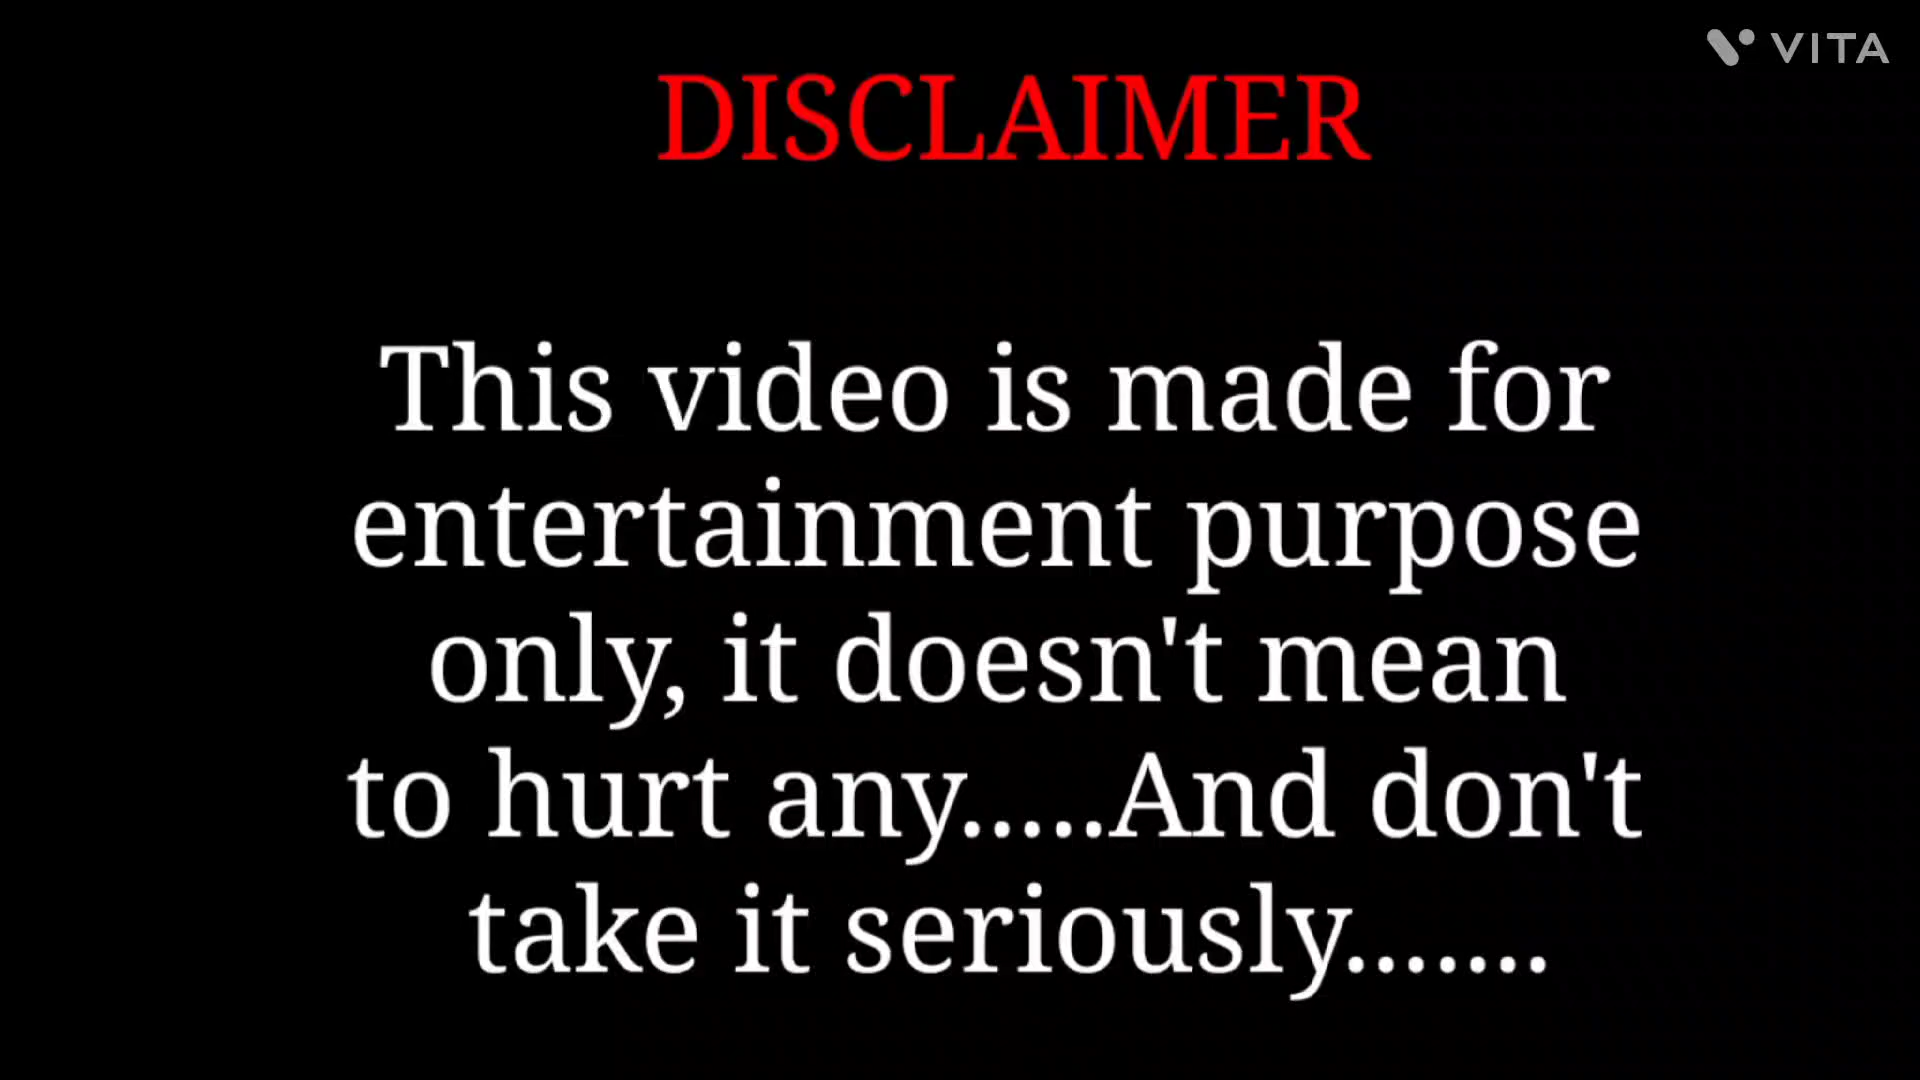 VITA
DISCLAIMER
This video is made for
entertainment purpose
only, it doesn't mean
to hurt any.....And don't
take it seriously.......